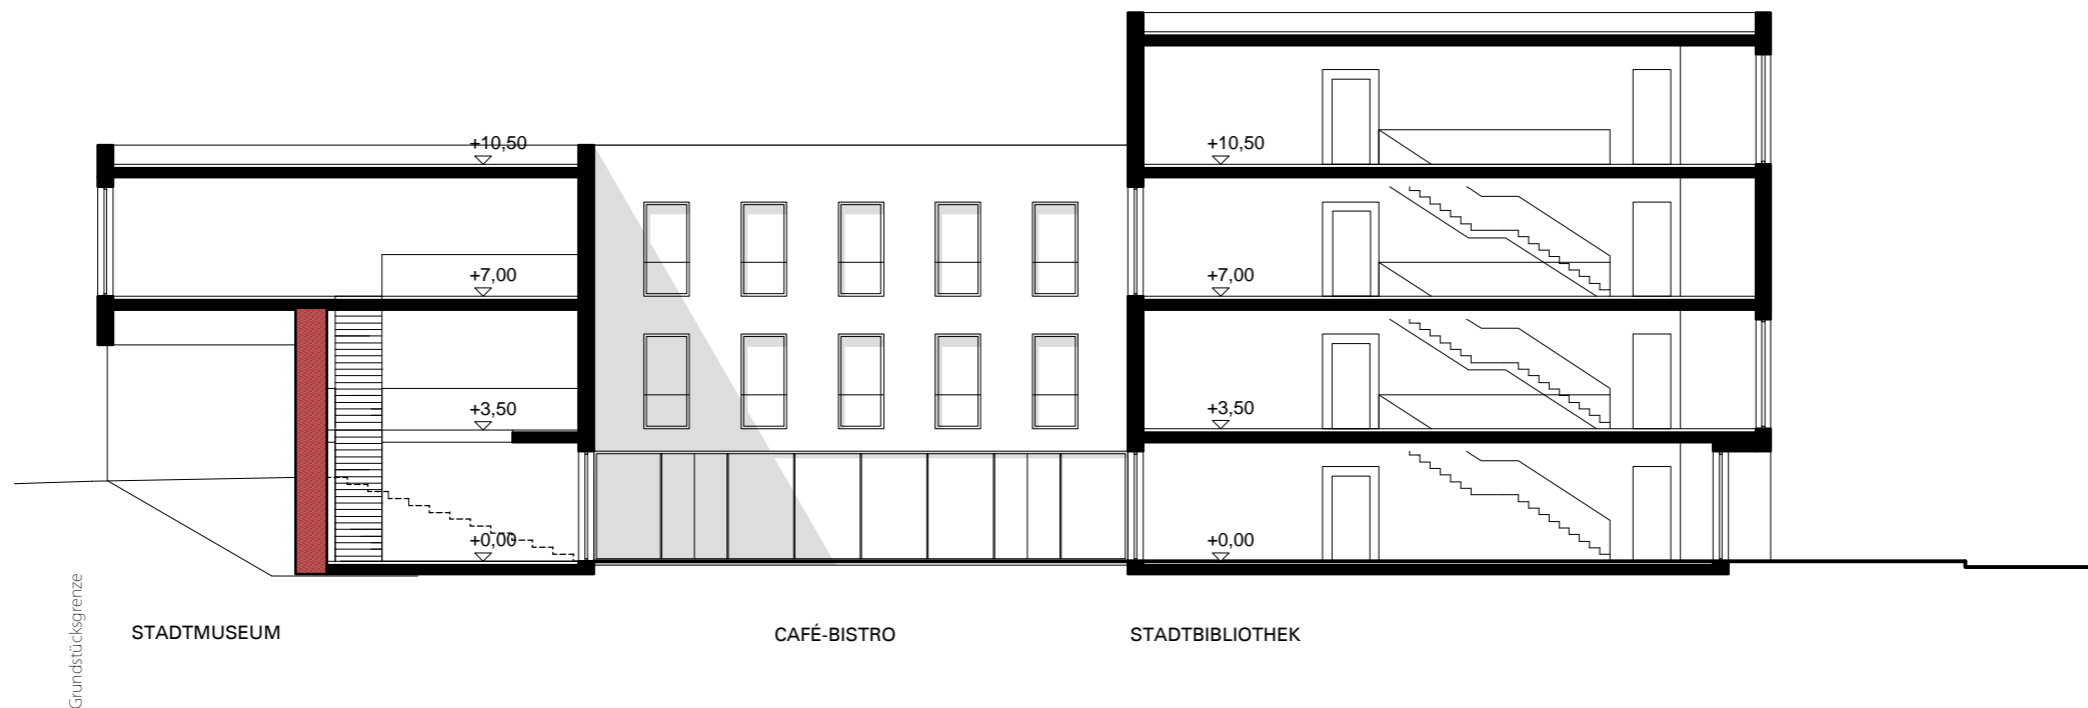 +10,50
+10,50
+7,00
+7,00
+3,50
+3,50
+0,00
+0,00
Grundstücksgrenze
STADTMUSEUM
CAFÉ-BISTRO
STADTBIBLIOTHEK